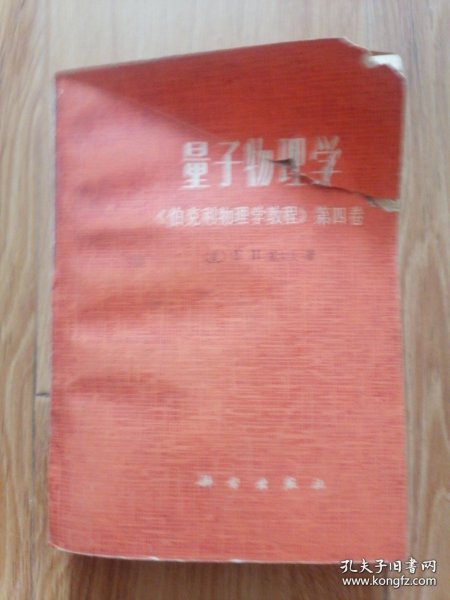 量子物理学
《伯克利物理学教程》第四卷
著
科学出版社
孔夫子旧书网
www.kongfz.com